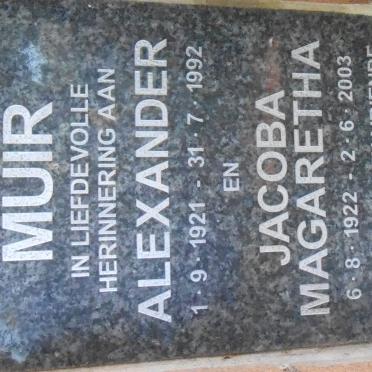 MUIR
IN LIEFDEVOLLE
HERINNERING AAN
ALEXANDER
1 · 9 · 1921 - 31 · 7 · 1992
EN
JACOBA
MAGARETHA
6 · 8 · 1922 - 2 · 6 · 2003